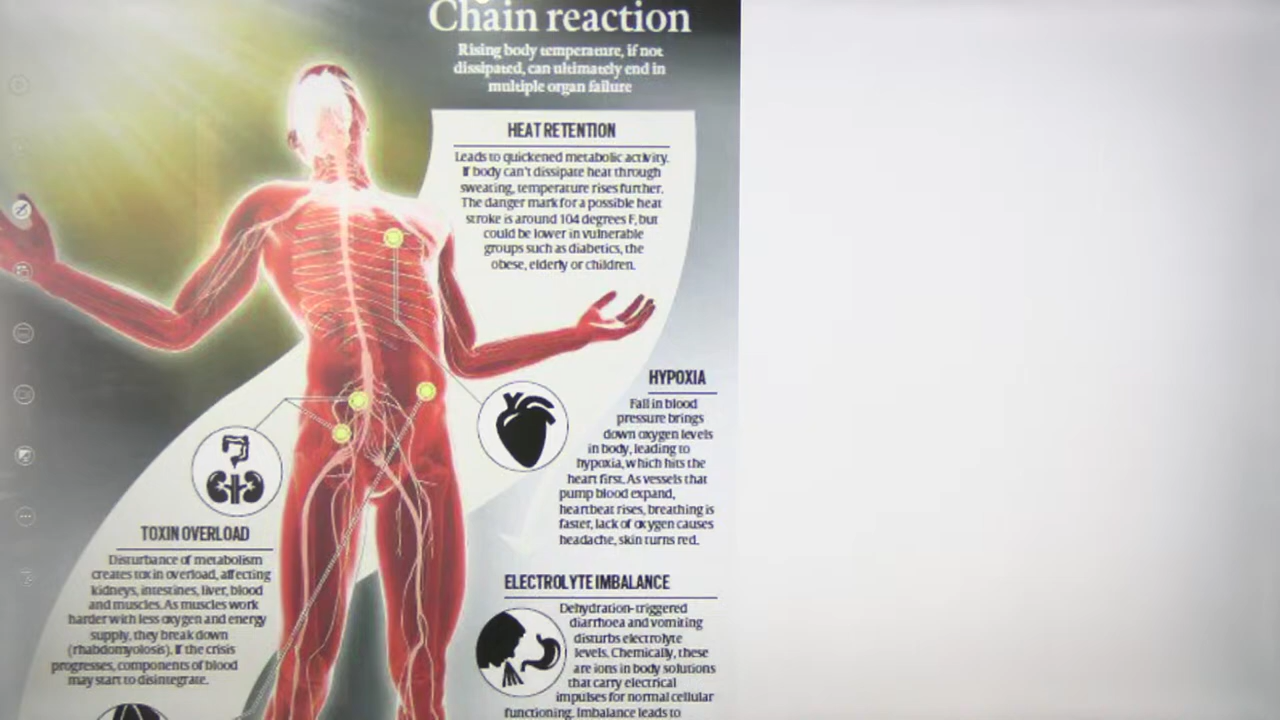 Chain reaction
Rising body temperature, if not
dissipated, can ultimately end in
multiple organ failure
HEAT RETENTION
Leads to quickened metabolic activity.
If body can't dissipate heat through
sweating, temperature rises further.
The danger mark for a possible heat
stroke is around 104 degrees F, but
could be lower in vulnerable
groups such as diabetics, the
obese, elderly or children.
HYPOXIA
Fall in blood
pressure brings
down oxygen levels
in body, leading to
hypoxia, which hits the
heart first. As vessels that
pump blood expand,
heartbeat rises, breathing is
faster, lack of oxygen causes
headache, skin turns red.
TOXIN OVERLOAD
Disturbance of metabolism
creates toxin overload, affecting
kidneys, intestines, liver, blood
and muscles. As muscles work
harder with less oxygen and energy
supply, they break down
(rhabdomyolosis). If the crisis
progresses, components of blood
may start to disintegrate.
ELECTROLYTE IMBALANCE
Dehydration-triggered
diarrhoea and vomiting
disturbs electrolyte
levels. Chemically, these
are ions in body solutions
that carry electrical
impulses for normal cellular
functioning. Imbalance leads to